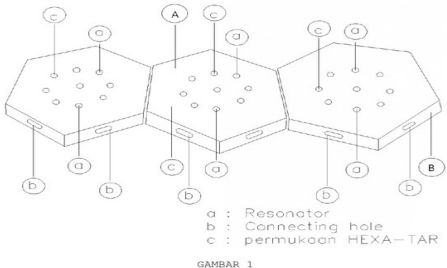 c a A c a c a
b a b c b a b a b B
a : Resonator
b : Connecting hole
c : permukaan HEXA-TAR
GAMBAR 1